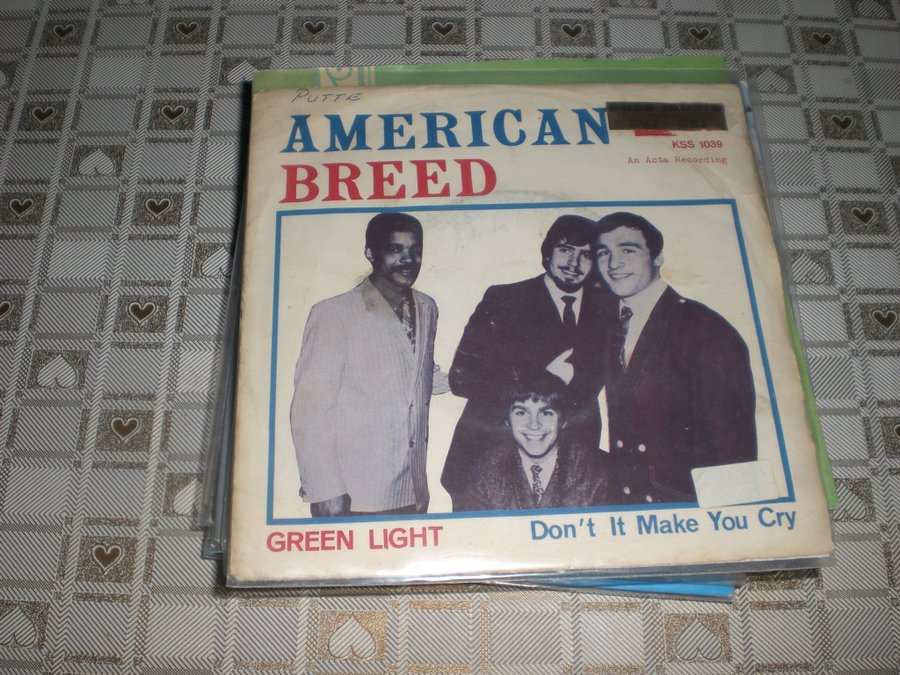 PUTTE
AMERICAN
BREED
KSS 1039
An Acta Recording
GREEN LIGHT
Don't It Make You Cry